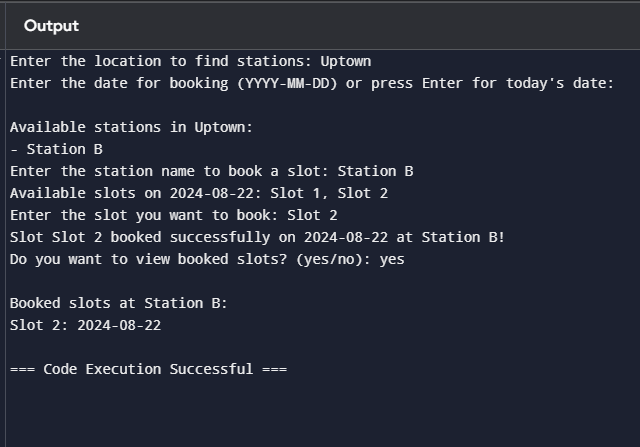 Output
Enter the location to find stations: Uptown
Enter the date for booking (YYYY-MM-DD) or press Enter for today's date:
Available stations in Uptown:
- Station B
Enter the station name to book a slot: Station B
Available slots on 2024-08-22: Slot 1, Slot 2
Enter the slot you want to book: Slot 2
Slot Slot 2 booked successfully on 2024-08-22 at Station B!
Do you want to view booked slots? (yes/no): yes
Booked slots at Station B:
Slot 2: 2024-08-22
=== Code Execution Successful ===